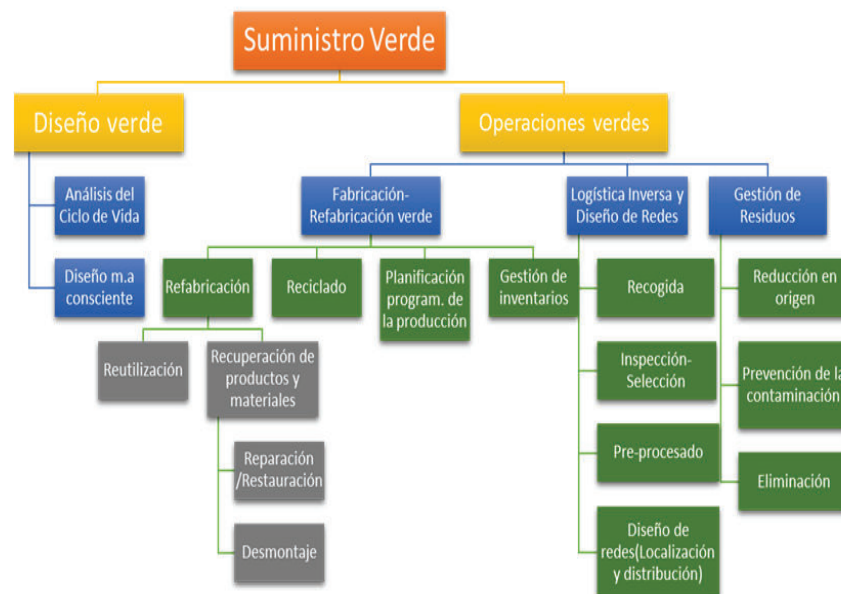 Suministro Verde
Diseño verde
Operaciones verdes
Análisis del
Ciclo de Vida
Fabricación-
Refabricación verde
Logística Inversa y
Diseño de Redes
Gestión de
Residuos
Diseño m.a
consciente
Refabricación
Reciclado
Planificación
program. de
la producción
Gestión de
inventarios
Recogida
Reducción en
origen
Reutilización
Recuperación de
productos y
materiales
Inspección-
Selección
Prevención de la
contaminación
Reparación
/Restauración
Pre-procesado
Eliminación
Desmontaje
Diseño de
redes(Localización
y distribución)